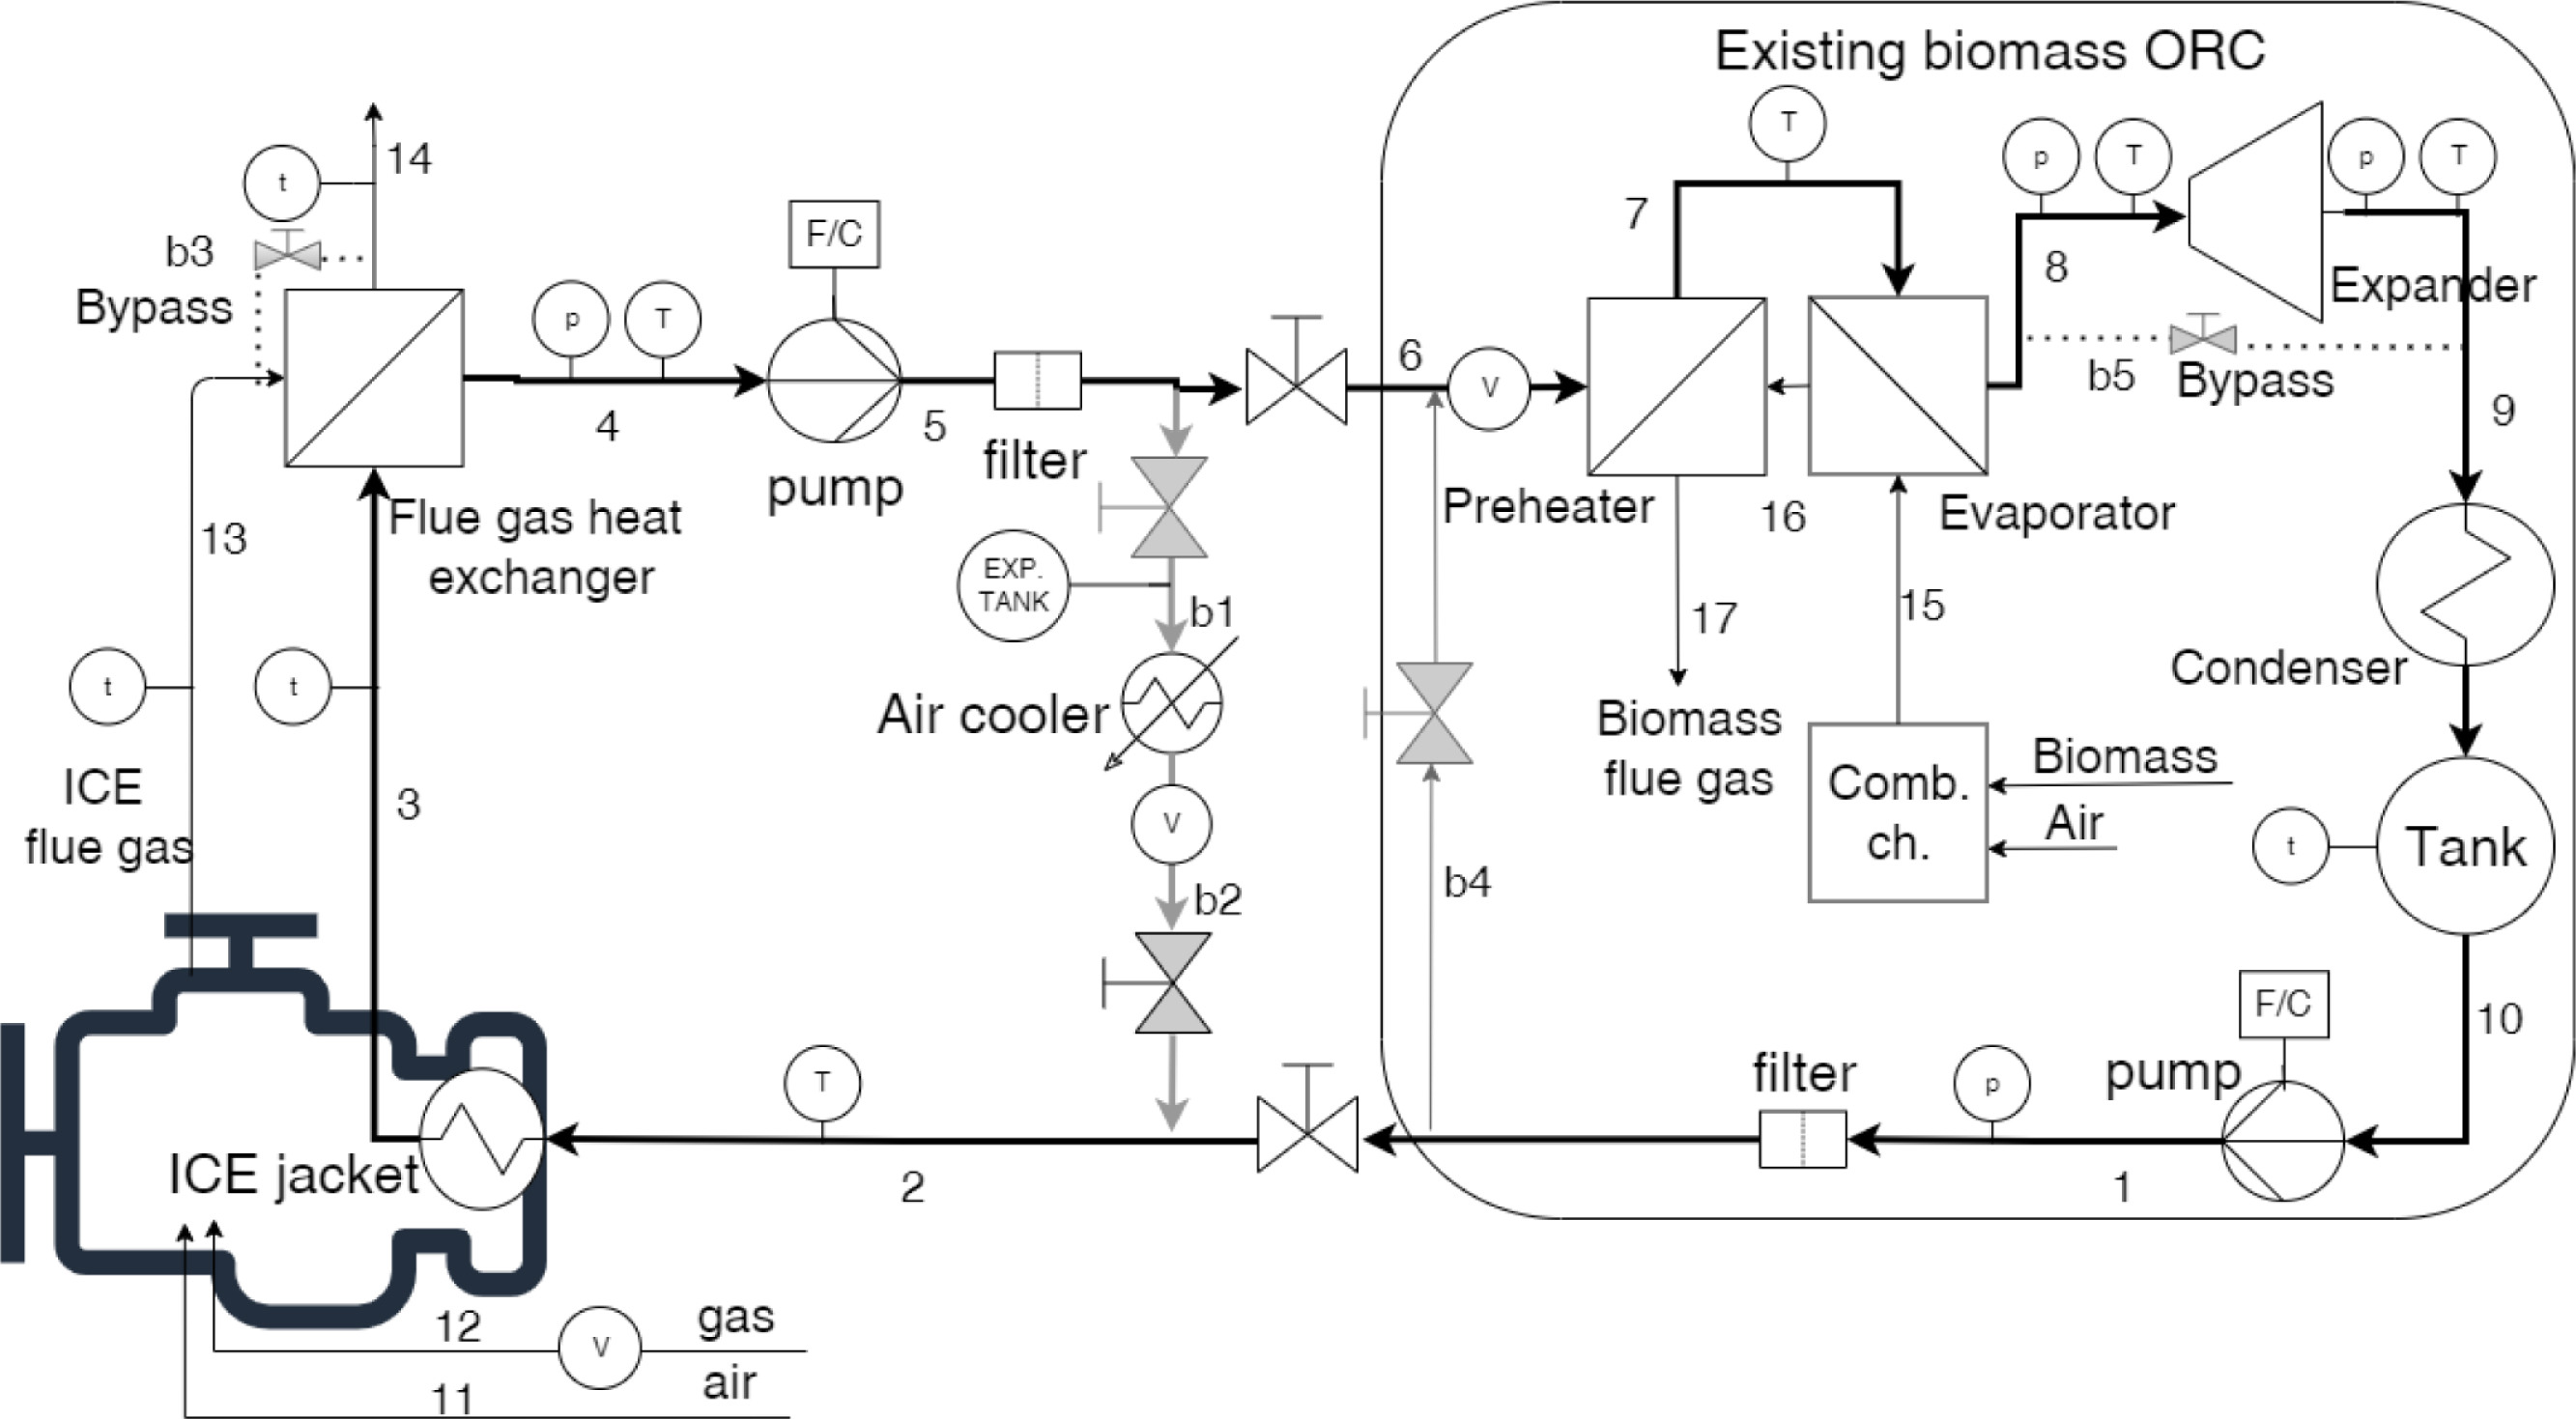 Existing biomass ORC
T
p
T
p
T
14
t
b3
Bypass
F/C
7
8
Expander
p
T
6
V
b5
Bypass
9
4
5
filter
pump
Flue gas heat
exchanger
13
Preheater
16
Evaporator
EXP.
TANK
b1
17
15
Condenser
t
t
Air cooler
Biomass
flue gas
Comb.
ch.
Biomass
Air
ICE
flue gas
3
V
b2
b4
t
Tank
F/C
10
T
filter
p
pump
ICE jacket
2
1
12
V
gas
air
11